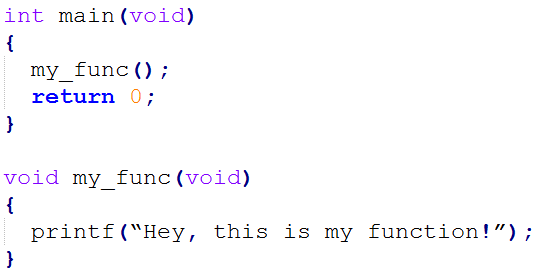 int main(void)
{
  my_func();
  return 0;
}

void my_func(void)
{
  printf(“Hey, this is my function!”);
}